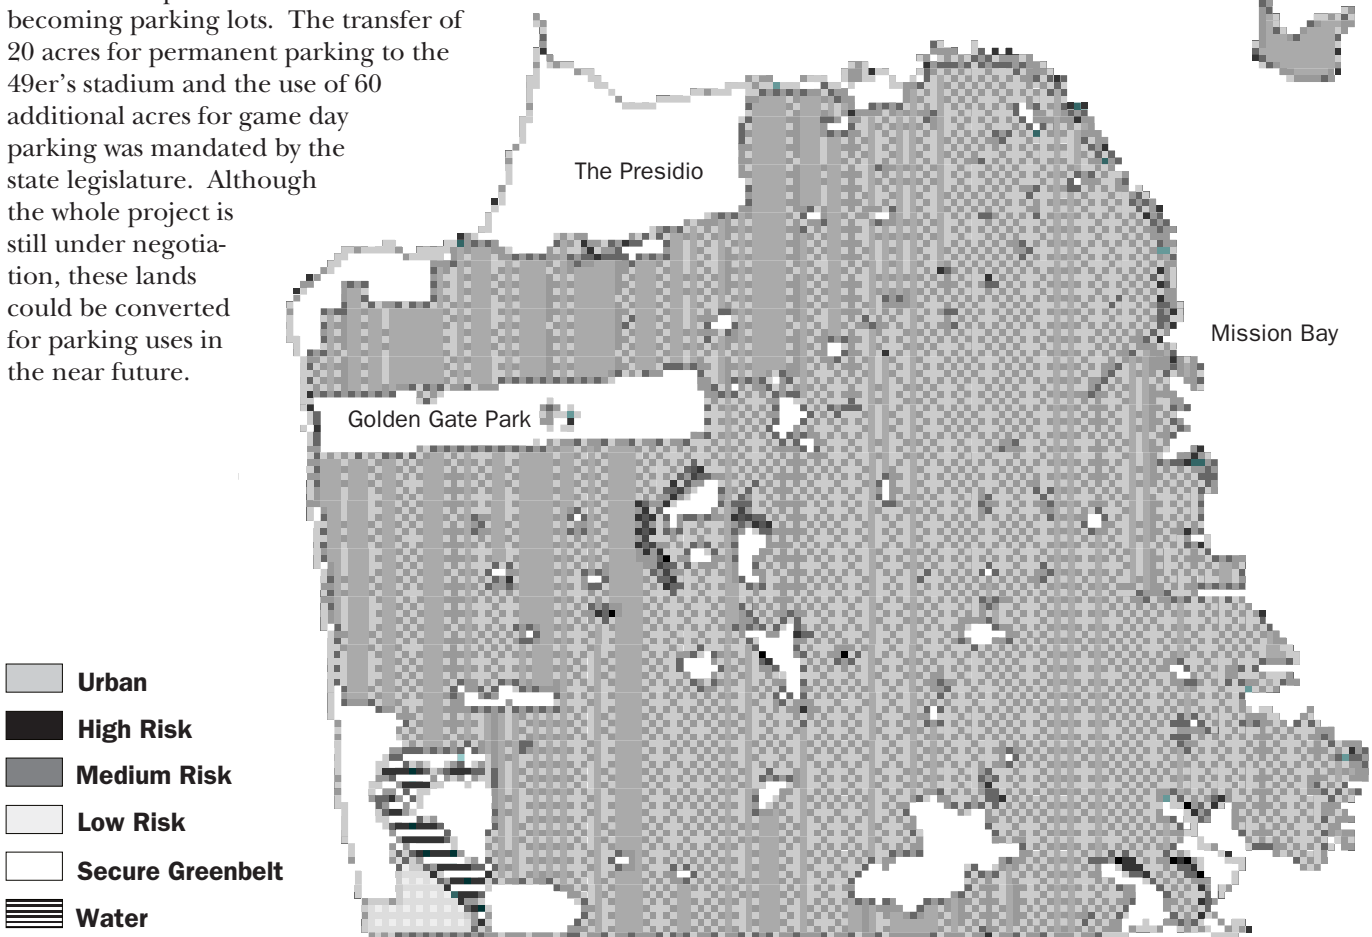 becoming parking lots. The transfer of
20 acres for permanent parking to the
49er's stadium and the use of 60
additional acres for game day
parking was mandated by the
state legislature. Although
the whole project is
still under negotia-
tion, these lands
could be converted
for parking uses in
the near future.
The Presidio
Mission Bay
Golden Gate Park
Urban
High Risk
Medium Risk
Low Risk
Secure Greenbelt
Water